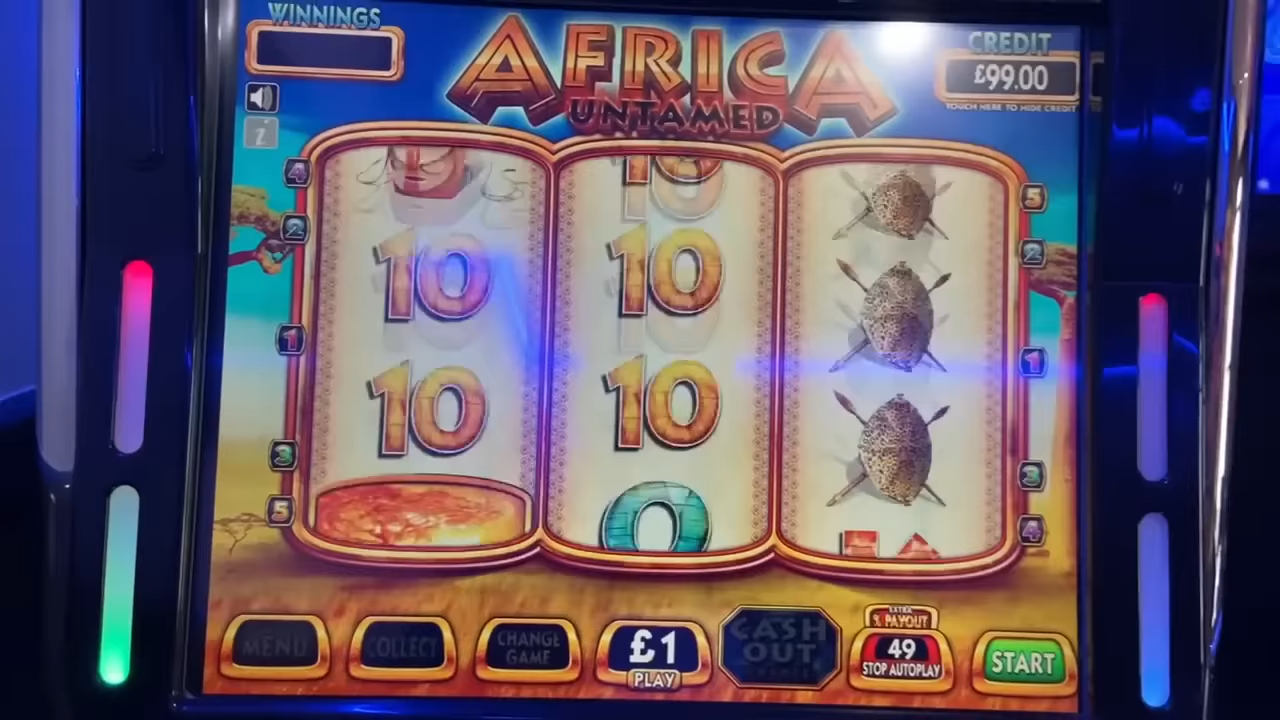 WINNINGS
AFRICA
UNTAMED
CREDIT
£99.00
TOUCH HERE TO HIDE CREDIT
i
4
2
1
3
5
10
10
10
10
10
5
2
1
3
4
MENU
COLLECT
CHANGE
GAME
£1
PLAY
CASH
OUT
EXTRA
% PAYOUT
49
STOP AUTOPLAY
START